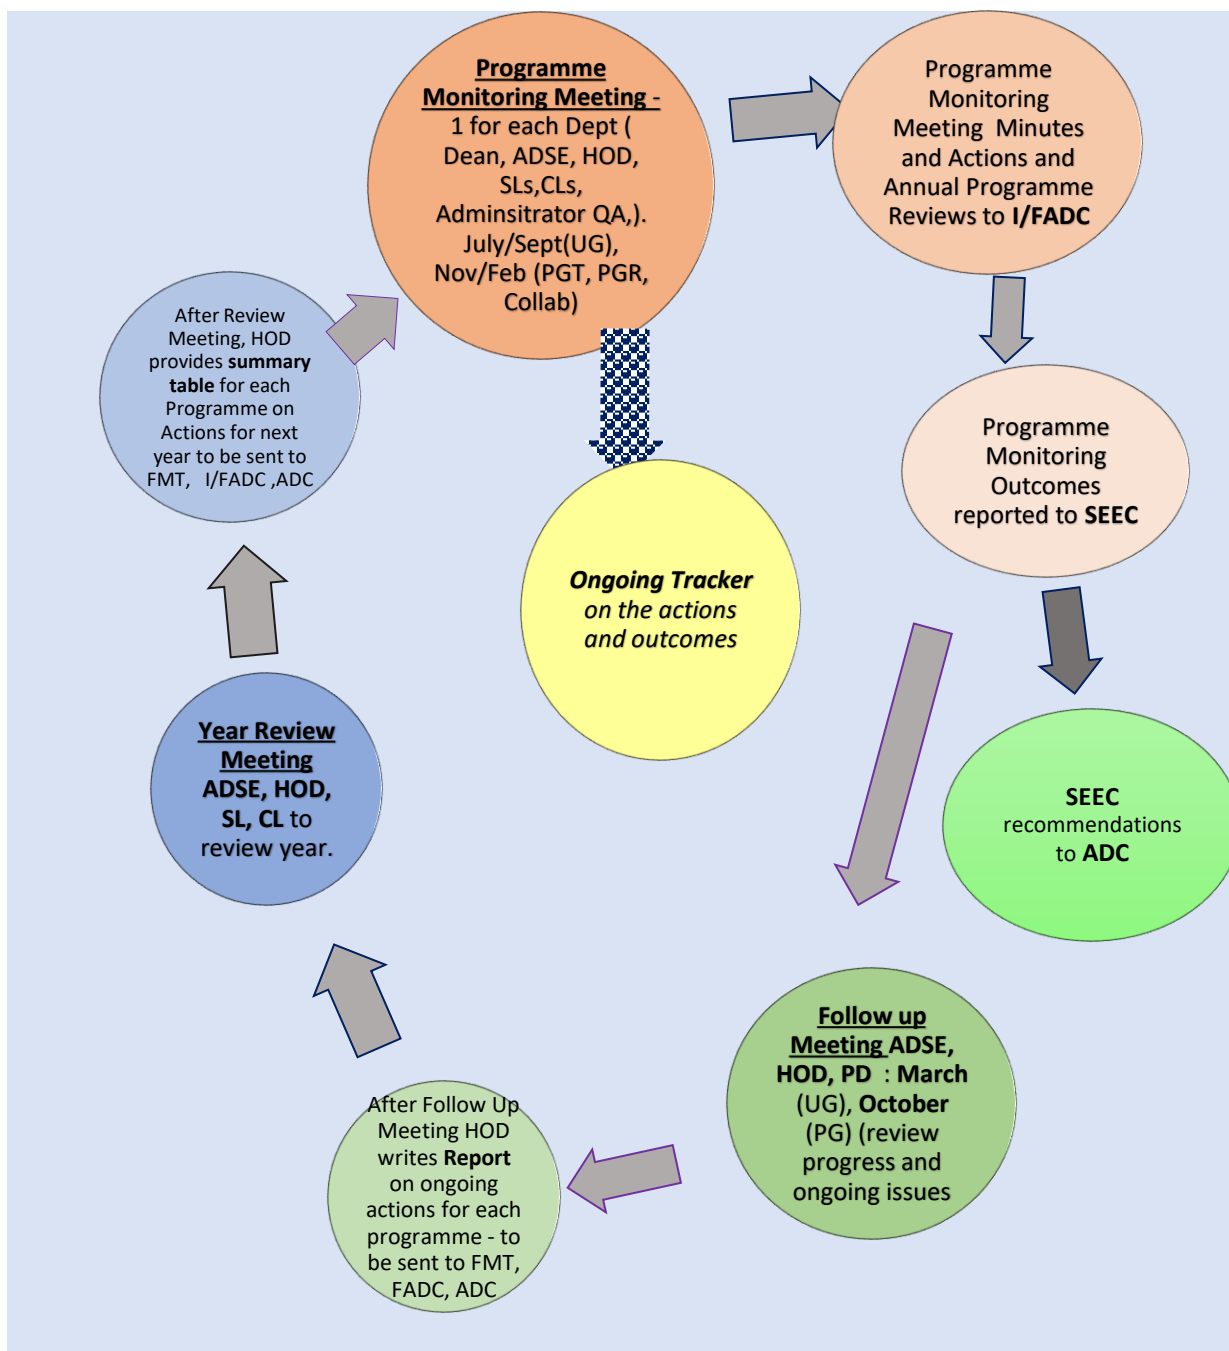 Programme
Monitoring Meeting -
1 for each Dept (
Dean, ADSE, HOD,
SLs,CLs,
Adminsitrator QA,).
July/Sept(UG),
Nov/Feb (PGT, PGR,
Collab)
Programme
Monitoring
Meeting Minutes
and Actions and
Annual Programme
Reviews to I/FADC
Programme
Monitoring
Outcomes
reported to SEEC
SEEC
recommendations
to ADC
Follow up
Meeting ADSE,
HOD, PD : March
(UG), October
(PG) (review
progress and
ongoing issues
After Follow Up
Meeting HOD
writes Report
on ongoing
actions for each
programme - to
be sent to FMT,
FADC, ADC
Year Review
Meeting
ADSE, HOD,
SL, CL to
review year.
After Review
Meeting, HOD
provides summary
table for each
Programme on
Actions for next
year to be sent to
FMT, I/FADC ,ADC
Ongoing Tracker
on the actions
and outcomes